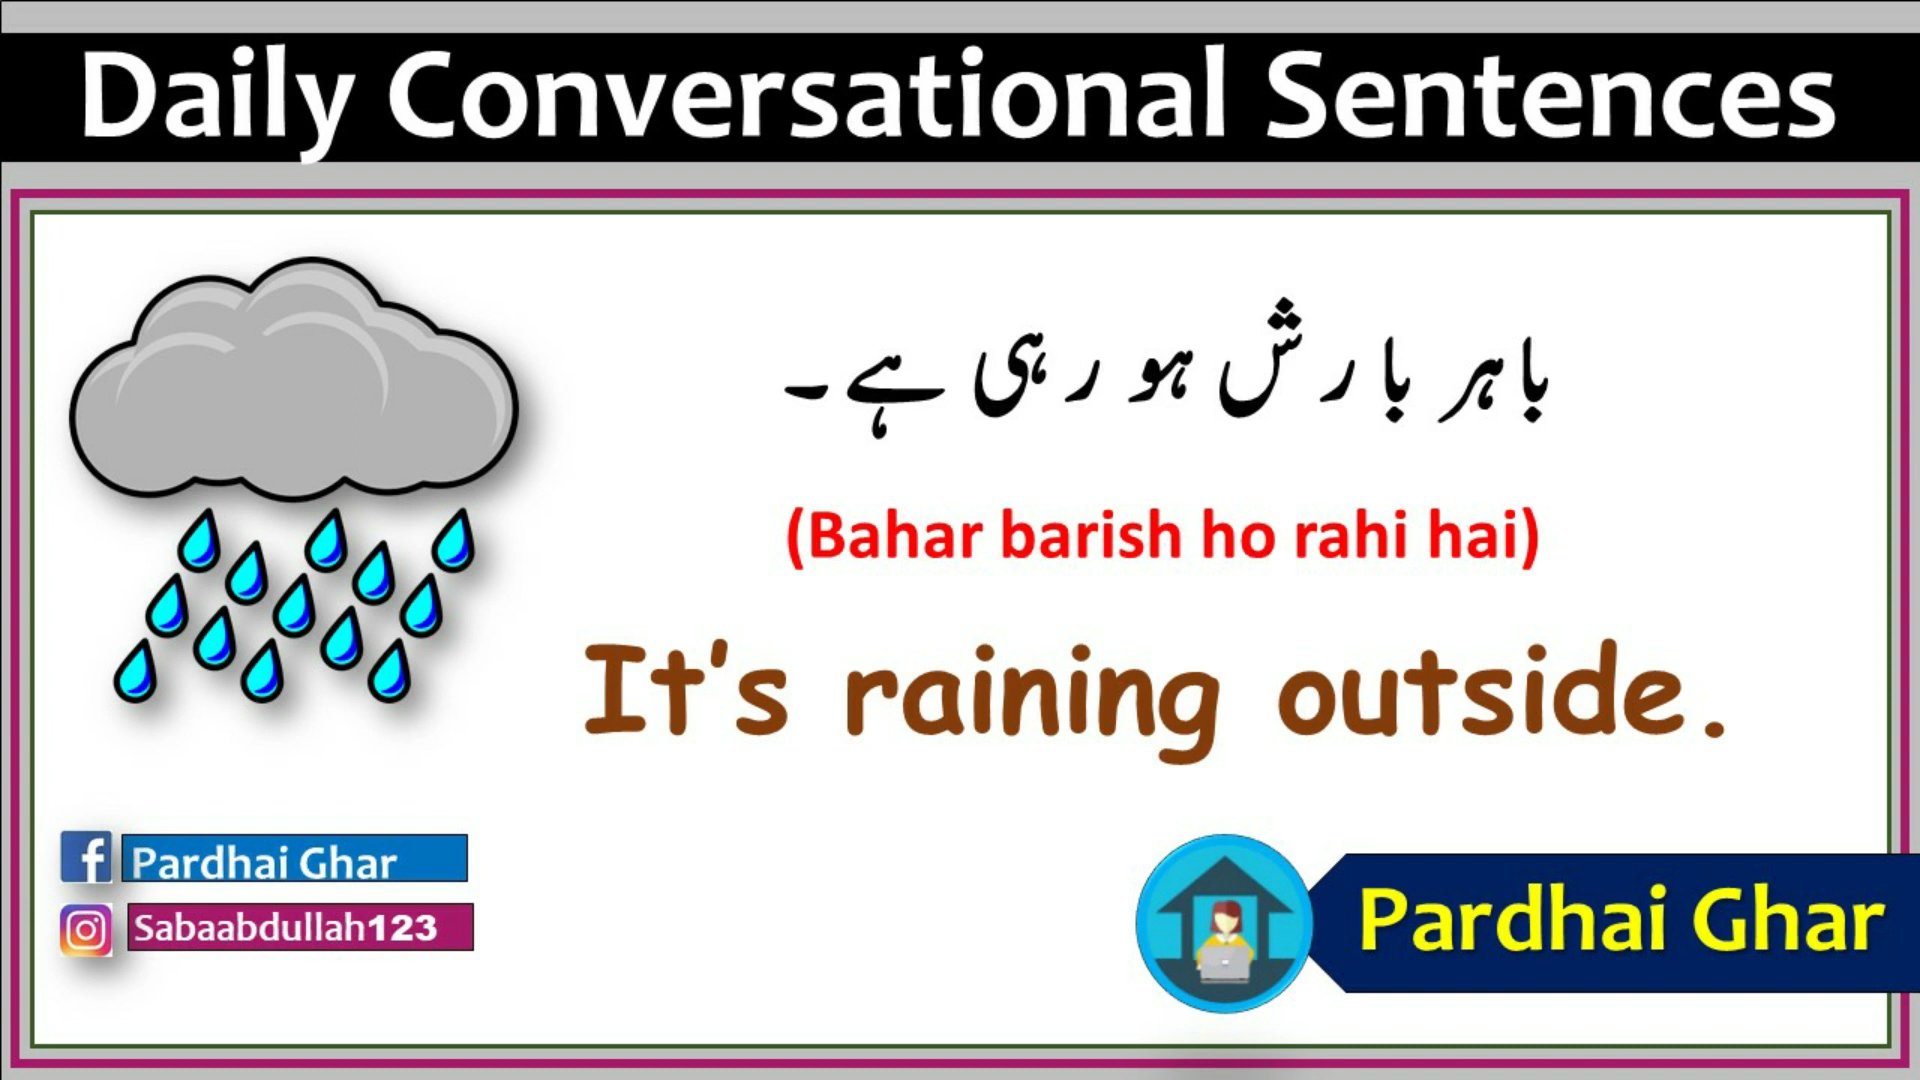 Daily Conversational Sentences
باہر بارش ہو رہی ہے۔
(Bahar barish ho rahi hai)
It's raining outside.
f Pardhai Ghar
Sabaabdullah123
Pardhai Ghar